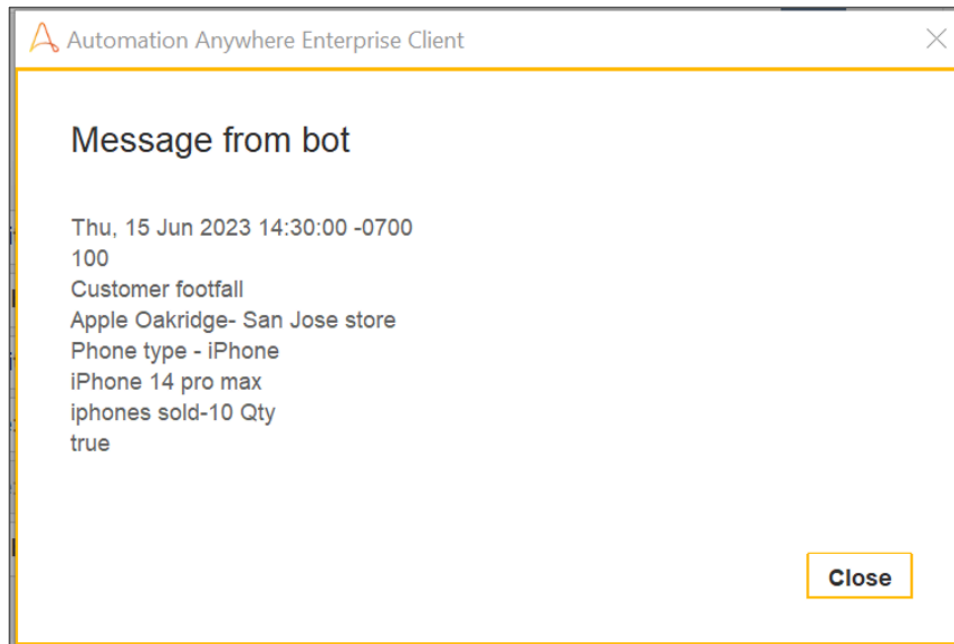 Automation Anywhere Enterprise Client
Message from bot
Thu, 15 Jun 2023 14:30:00 -0700
100
Customer footfall
Apple Oakridge- San Jose store
Phone type - iPhone
iPhone 14 pro max
iphones sold-10 Qty
true
Close